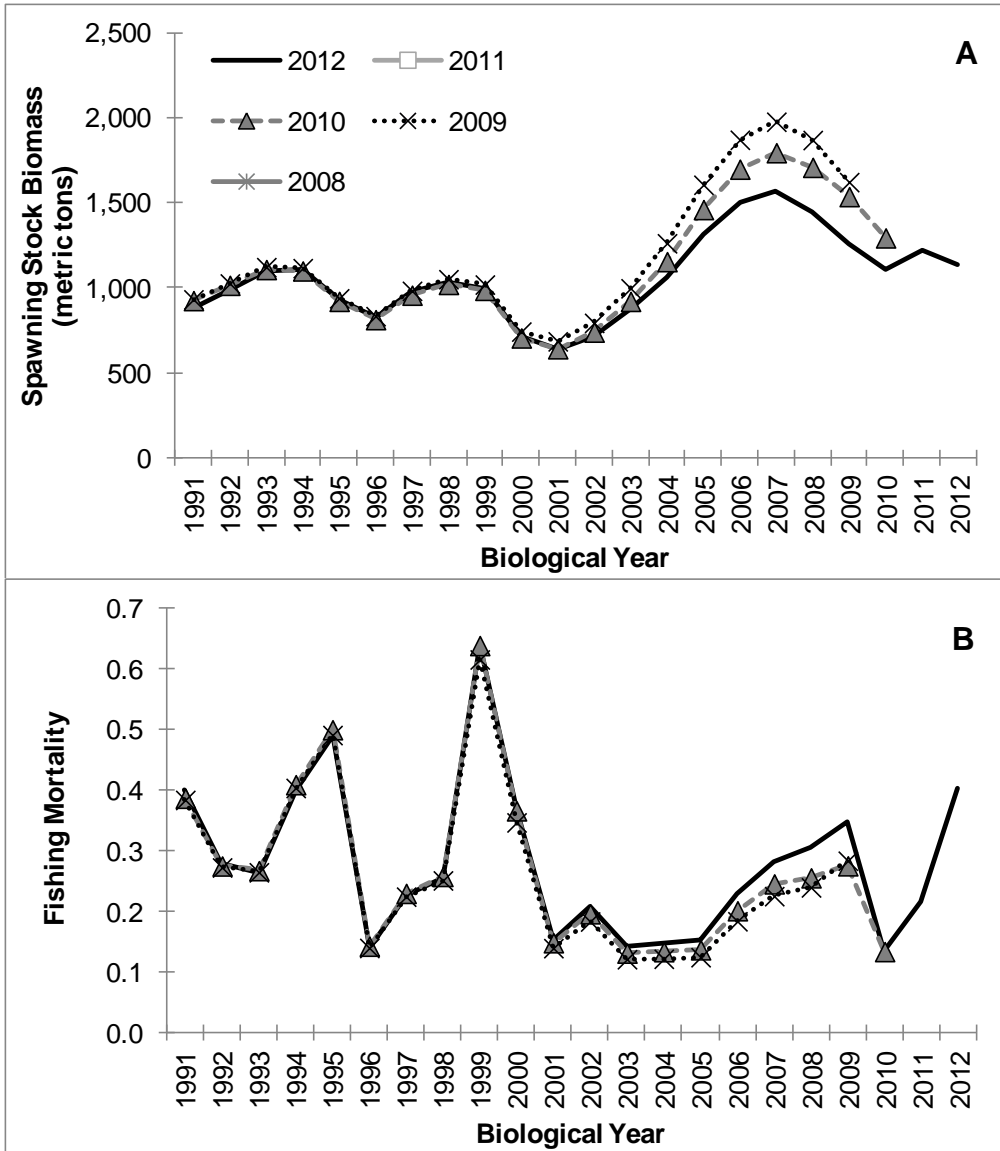 A
2,500
2,000
1,500
1,000
500
0
Spawning Stock Biomass
(metric tons)
2012 2011
2010 2009
2008
1991 1992 1993 1994 1995 1996 1997 1998 1999 2000 2001 2002 2003 2004 2005 2006 2007 2008 2009 2010 2011 2012
Biological Year
B
0.7
0.6
0.5
0.4
0.3
0.2
0.1
0.0
Fishing Mortality
1991 1992 1993 1994 1995 1996 1997 1998 1999 2000 2001 2002 2003 2004 2005 2006 2007 2008 2009 2010 2011 2012
Biological Year